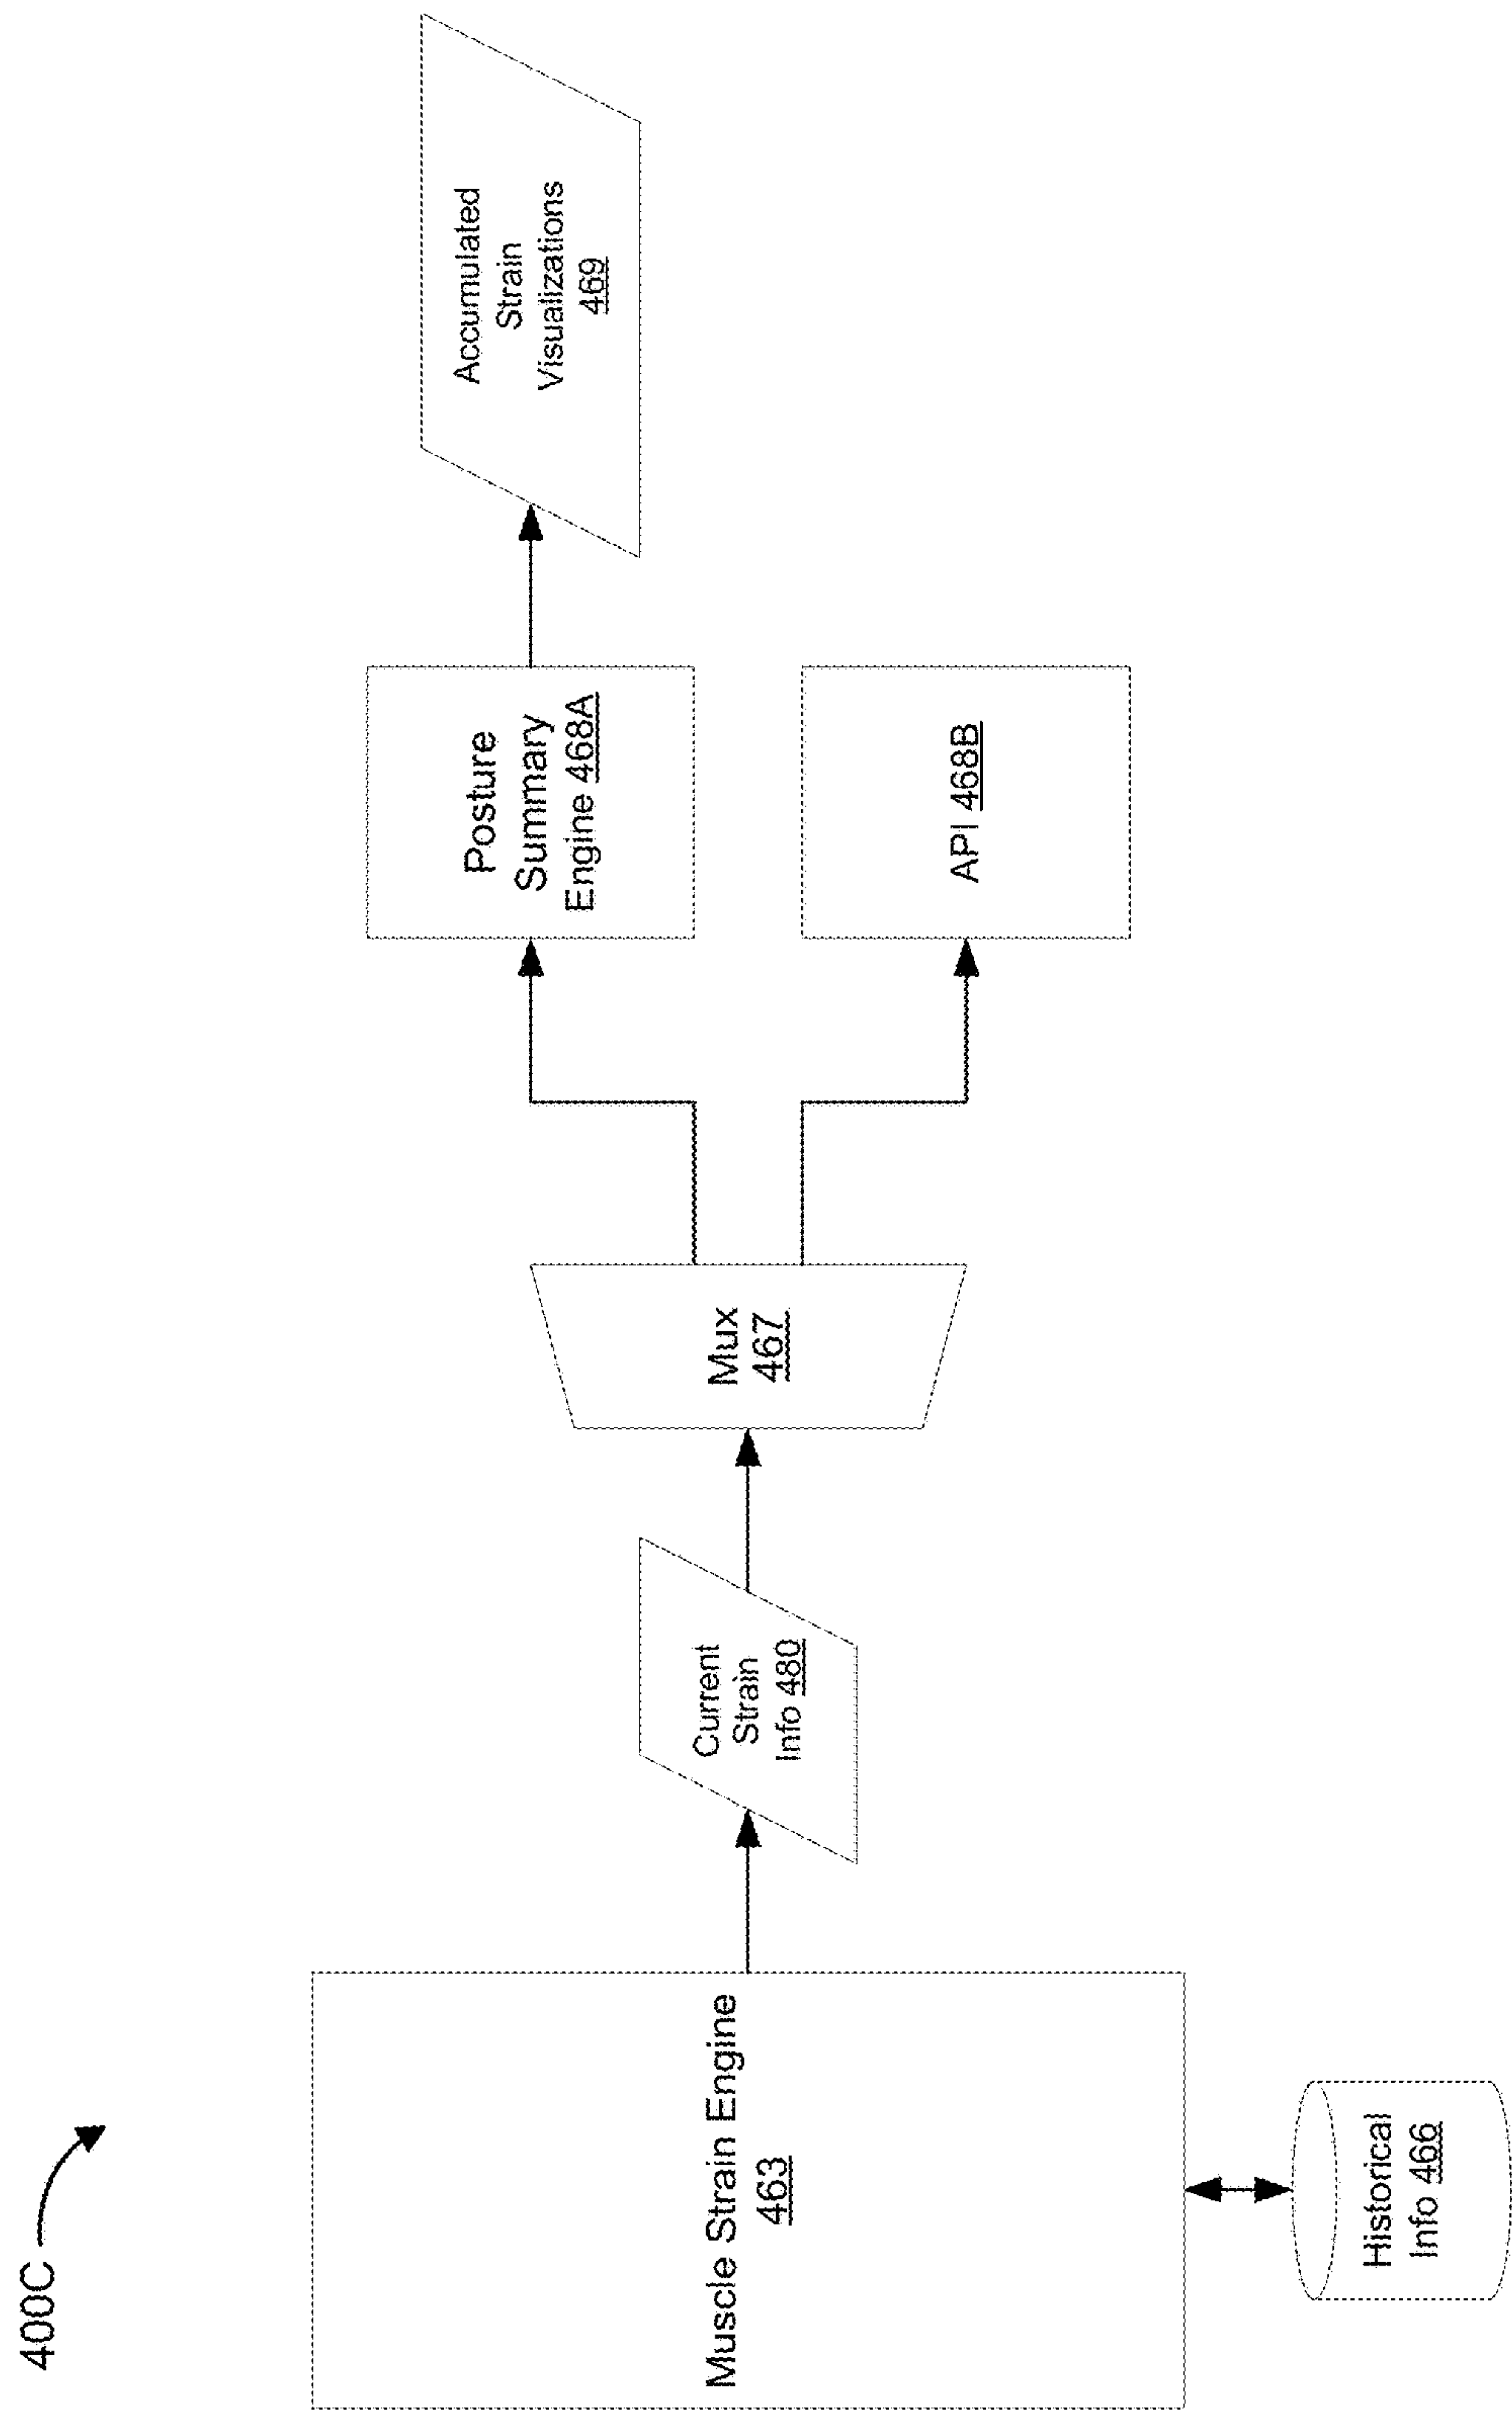 400C
Muscle Strain Engine
463
Historical
Info 466
Current
Strain
Info 480
Mux
467
Posture
Summary
Engine 468A
API 468B
Accumulated
Strain
Visualizations
469